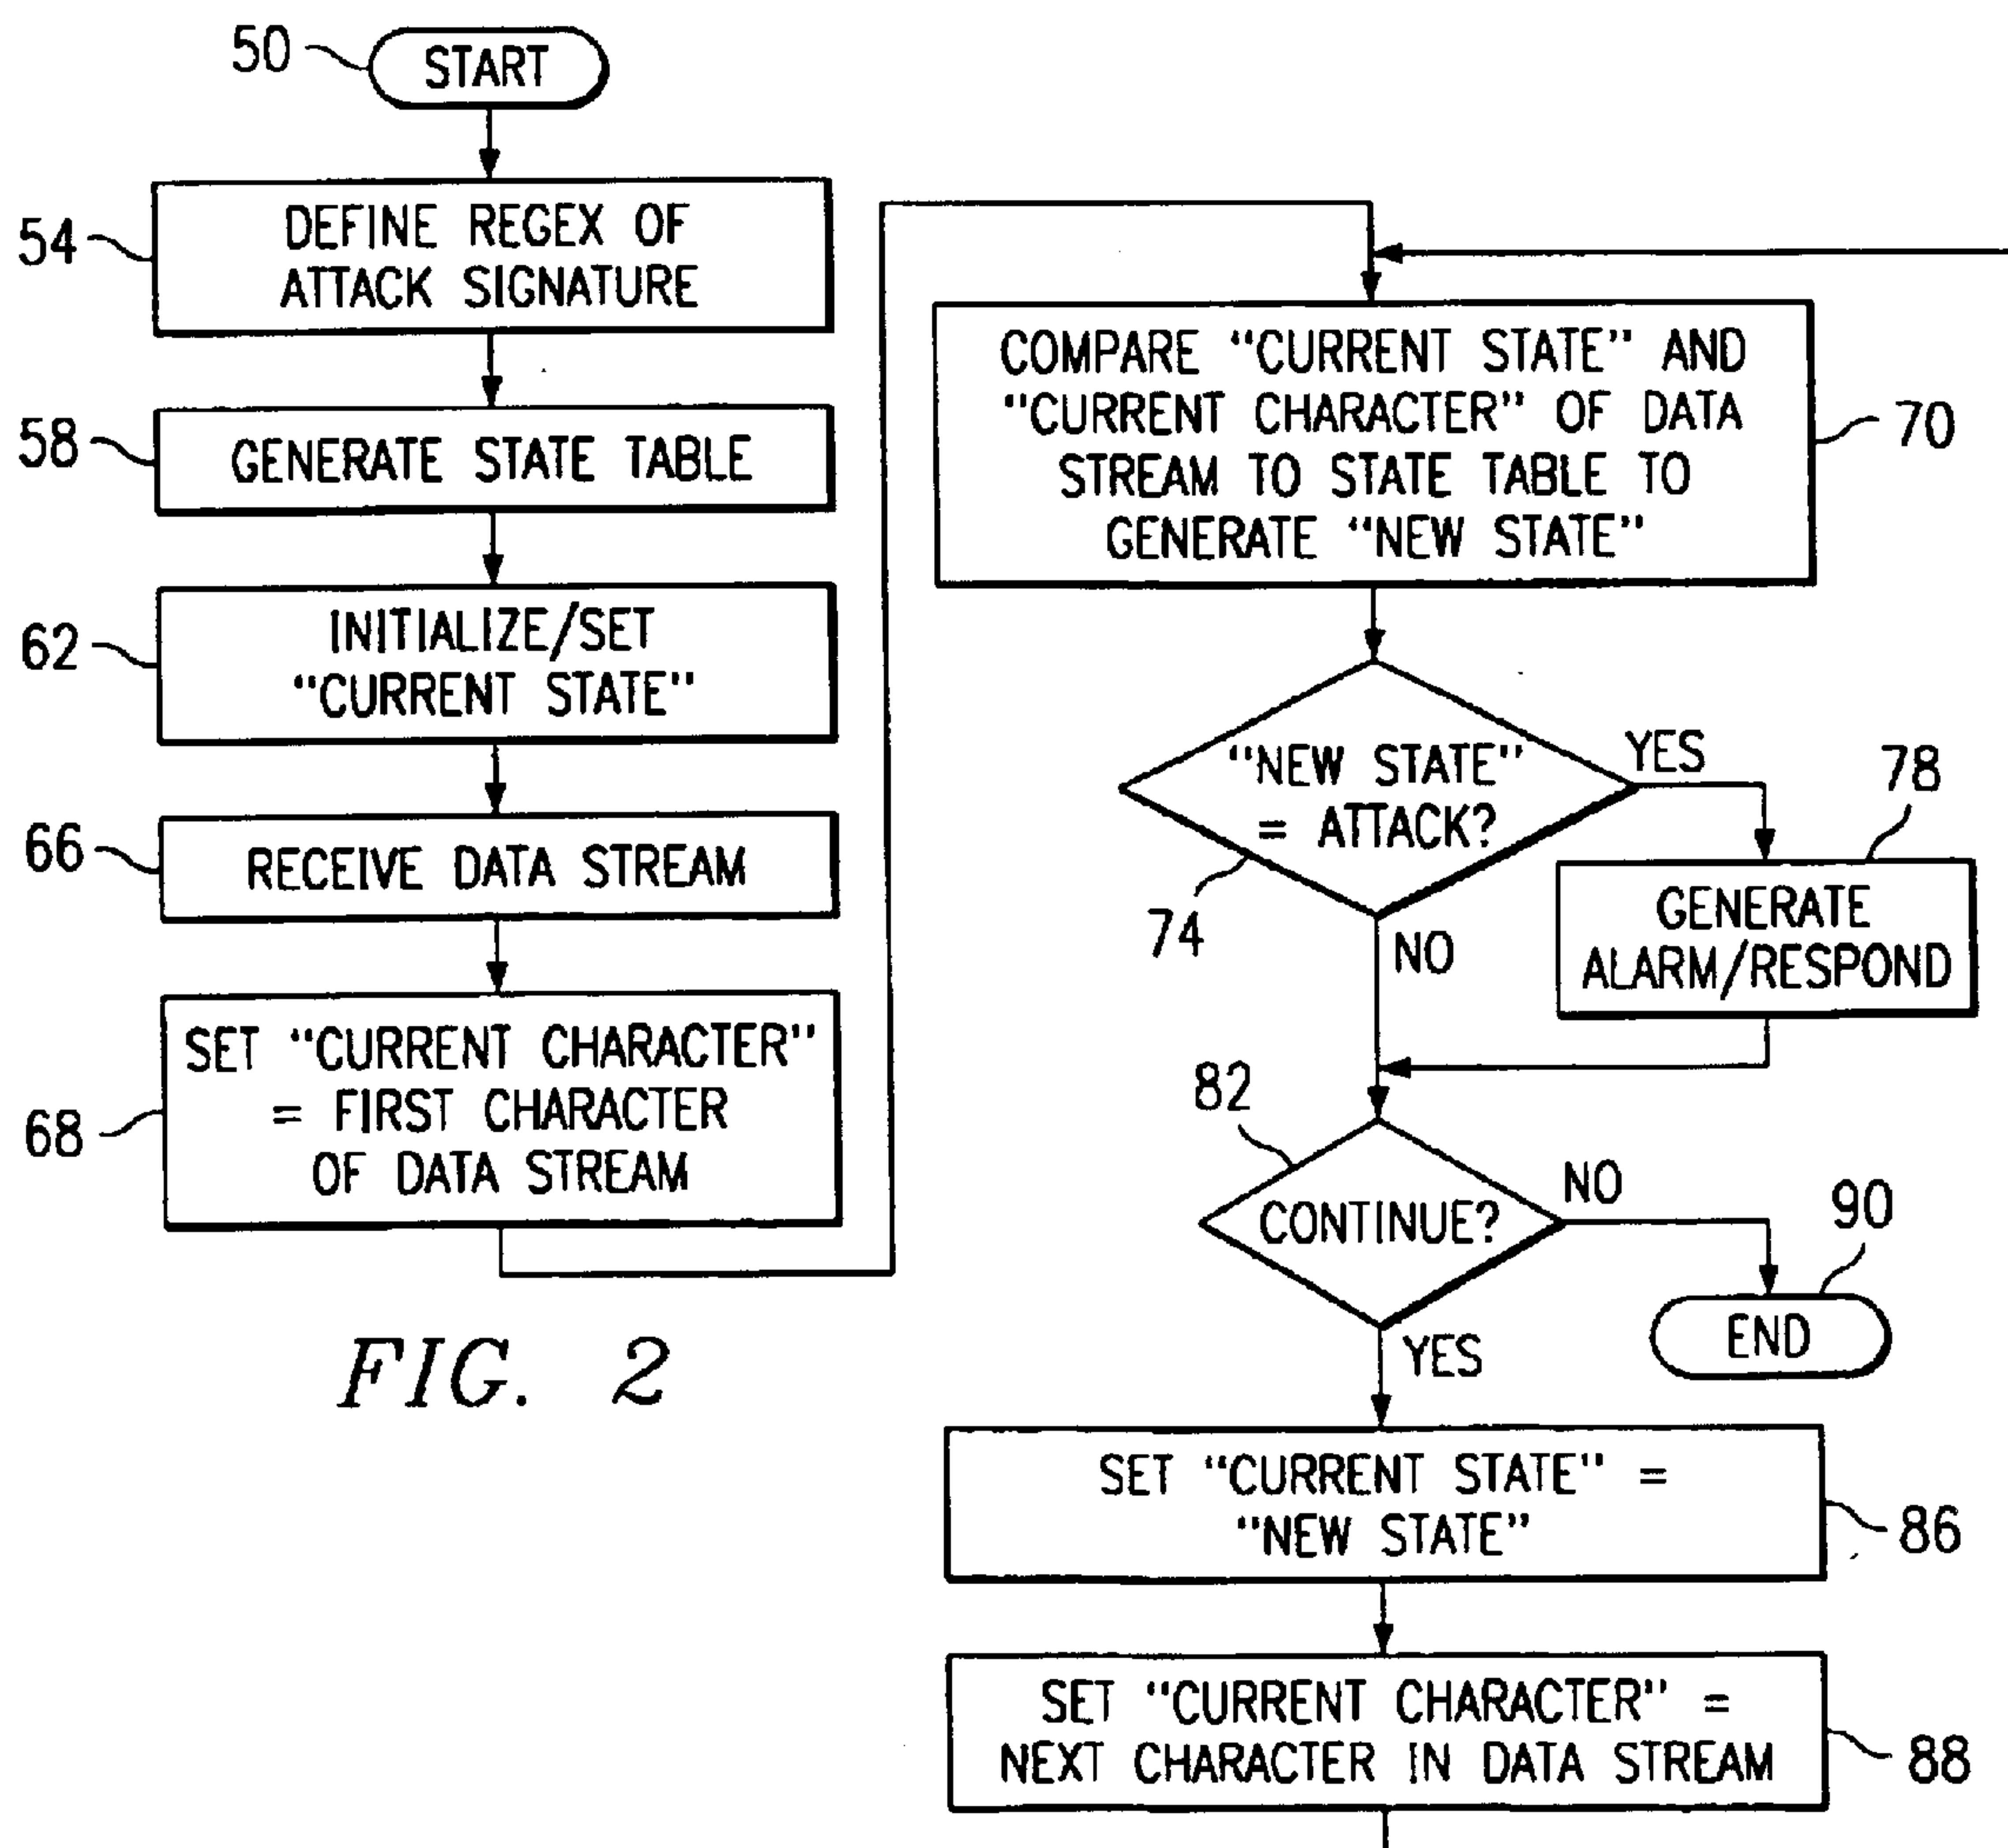 50
START
54
DEFINE REGEX OF
ATTACK SIGNATURE
58
GENERATE STATE TABLE
62
INITIALIZE/SET
"CURRENT STATE"
66
RECEIVE DATA STREAM
68
SET "CURRENT CHARACTER"
= FIRST CHARACTER
OF DATA STREAM
FIG. 2
COMPARE "CURRENT STATE" AND
"CURRENT CHARACTER" OF DATA
STREAM TO STATE TABLE TO
GENERATE "NEW STATE"
70
"NEW STATE"
= ATTACK?
YES
74
NO
78
GENERATE
ALARM/RESPOND
82
CONTINUE?
NO
90
END
YES
SET "CURRENT STATE" =
"NEW STATE"
86
SET "CURRENT CHARACTER" =
NEXT CHARACTER IN DATA STREAM
88